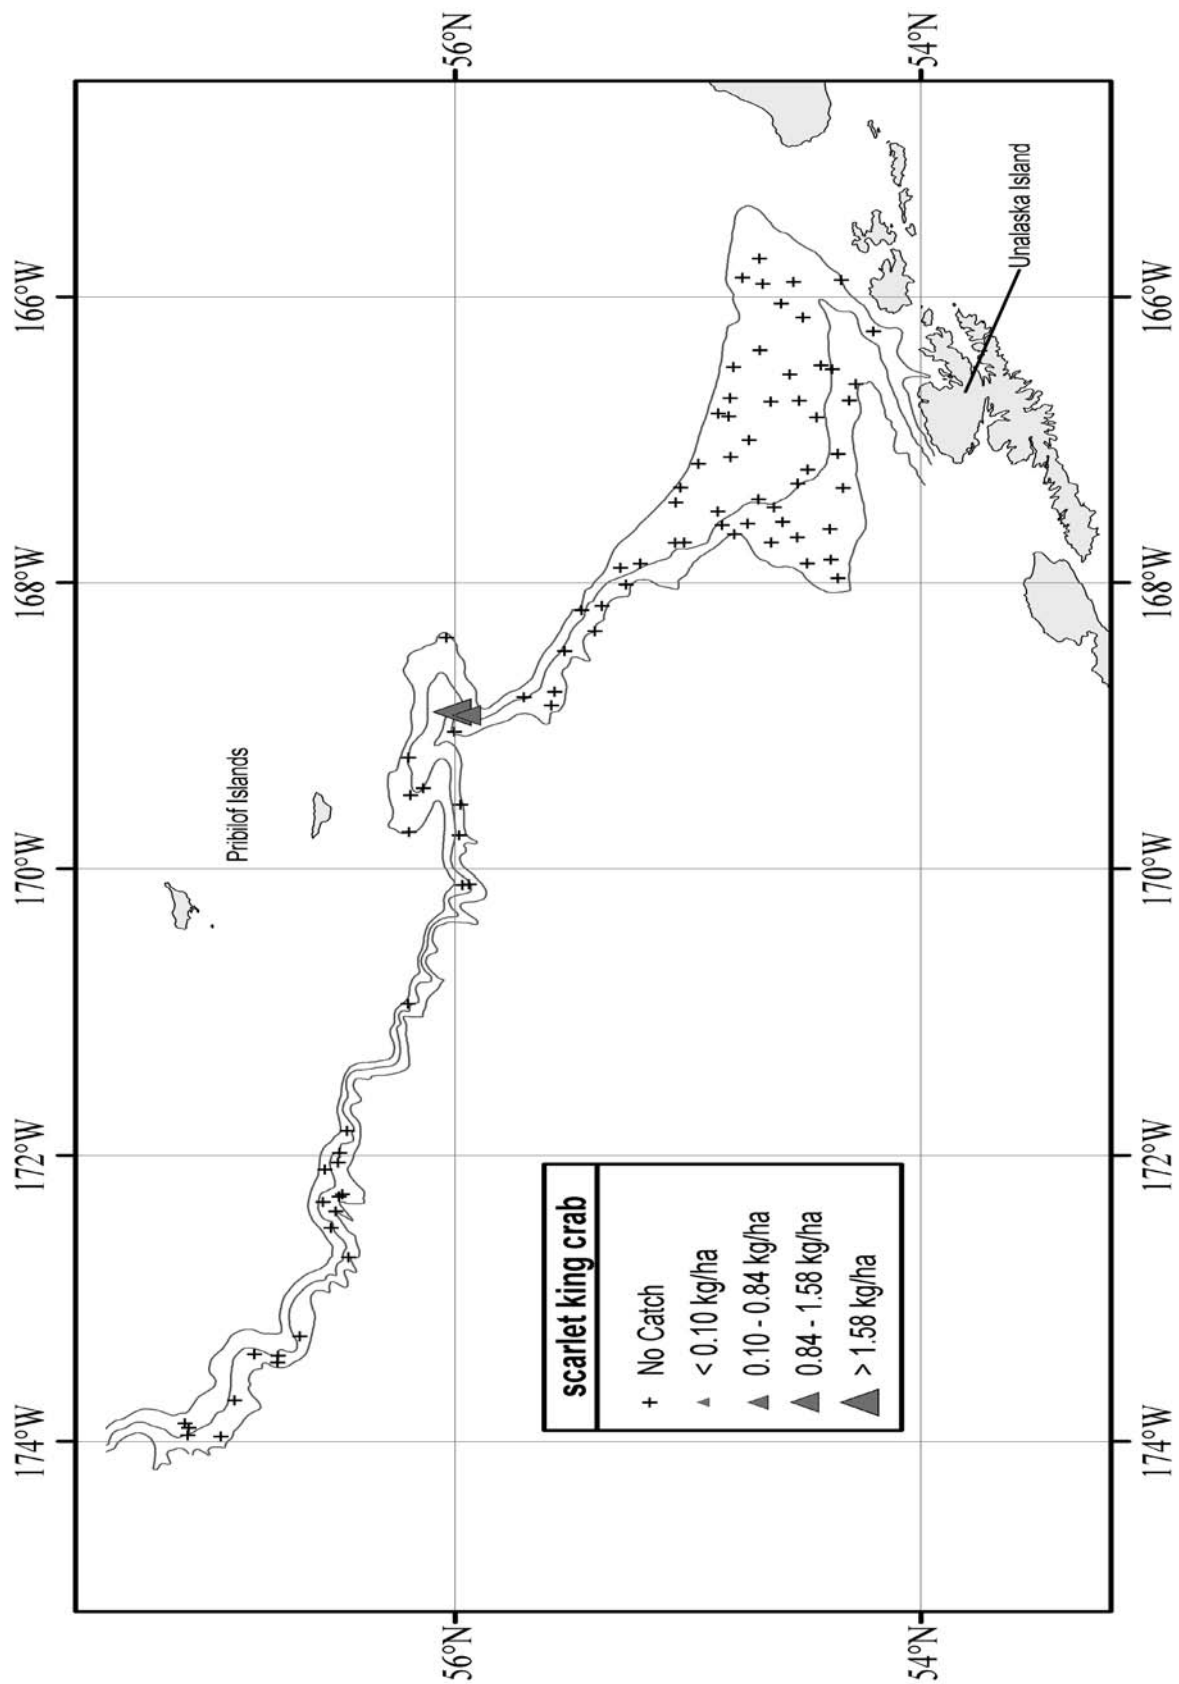 174°W
172°W
170°W
168°W
166°W
56°N
56°N
54°N
54°N
Pribilof Islands
Unalaska Island
scarlet king crab
No Catch
< 0.10 kg/ha
0.10 - 0.84 kg/ha
0.84 - 1.58 kg/ha
> 1.58 kg/ha
174°W
172°W
170°W
168°W
166°W